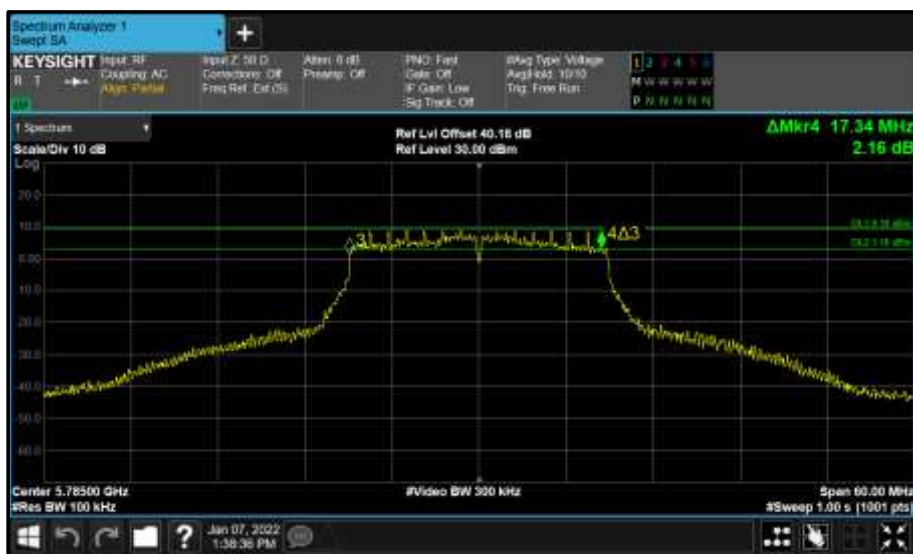 Spectrum Analyzer 1
Swept SA
+
KEYSIGHT
R T
Input: RF
Coupling: AC
Align: Partial
Input Z: 50 Ω
Corrections: Off
Freq Ref: Ext (S)
Atten: 0 dB
Preamp: Off
PNO: Fast
Gate: Off
IF Gain: Low
Sig Track: Off
#Avg Type: Voltage
Avg|Hold: 10/10
Trig: Free Run
1 2 3 4 5 6
M W W W W W
P N N N N N
1 Spectrum
Scale/Div 10 dB
Log
Ref Lvl Offset 40.18 dB
Ref Level 30.00 dBm
ΔMkr4 17.34 MHz
2.16 dB
20.0
10.0
0.00
-10.0
-20.0
-30.0
-40.0
-50.0
-60.0
3
4Δ3
Center 5.78500 GHz
#Res BW 100 kHz
#Video BW 300 kHz
Span 60.00 MHz
#Sweep 1.00 s (1001 pts)
?
Jan 07, 2022
1:38:36 PM